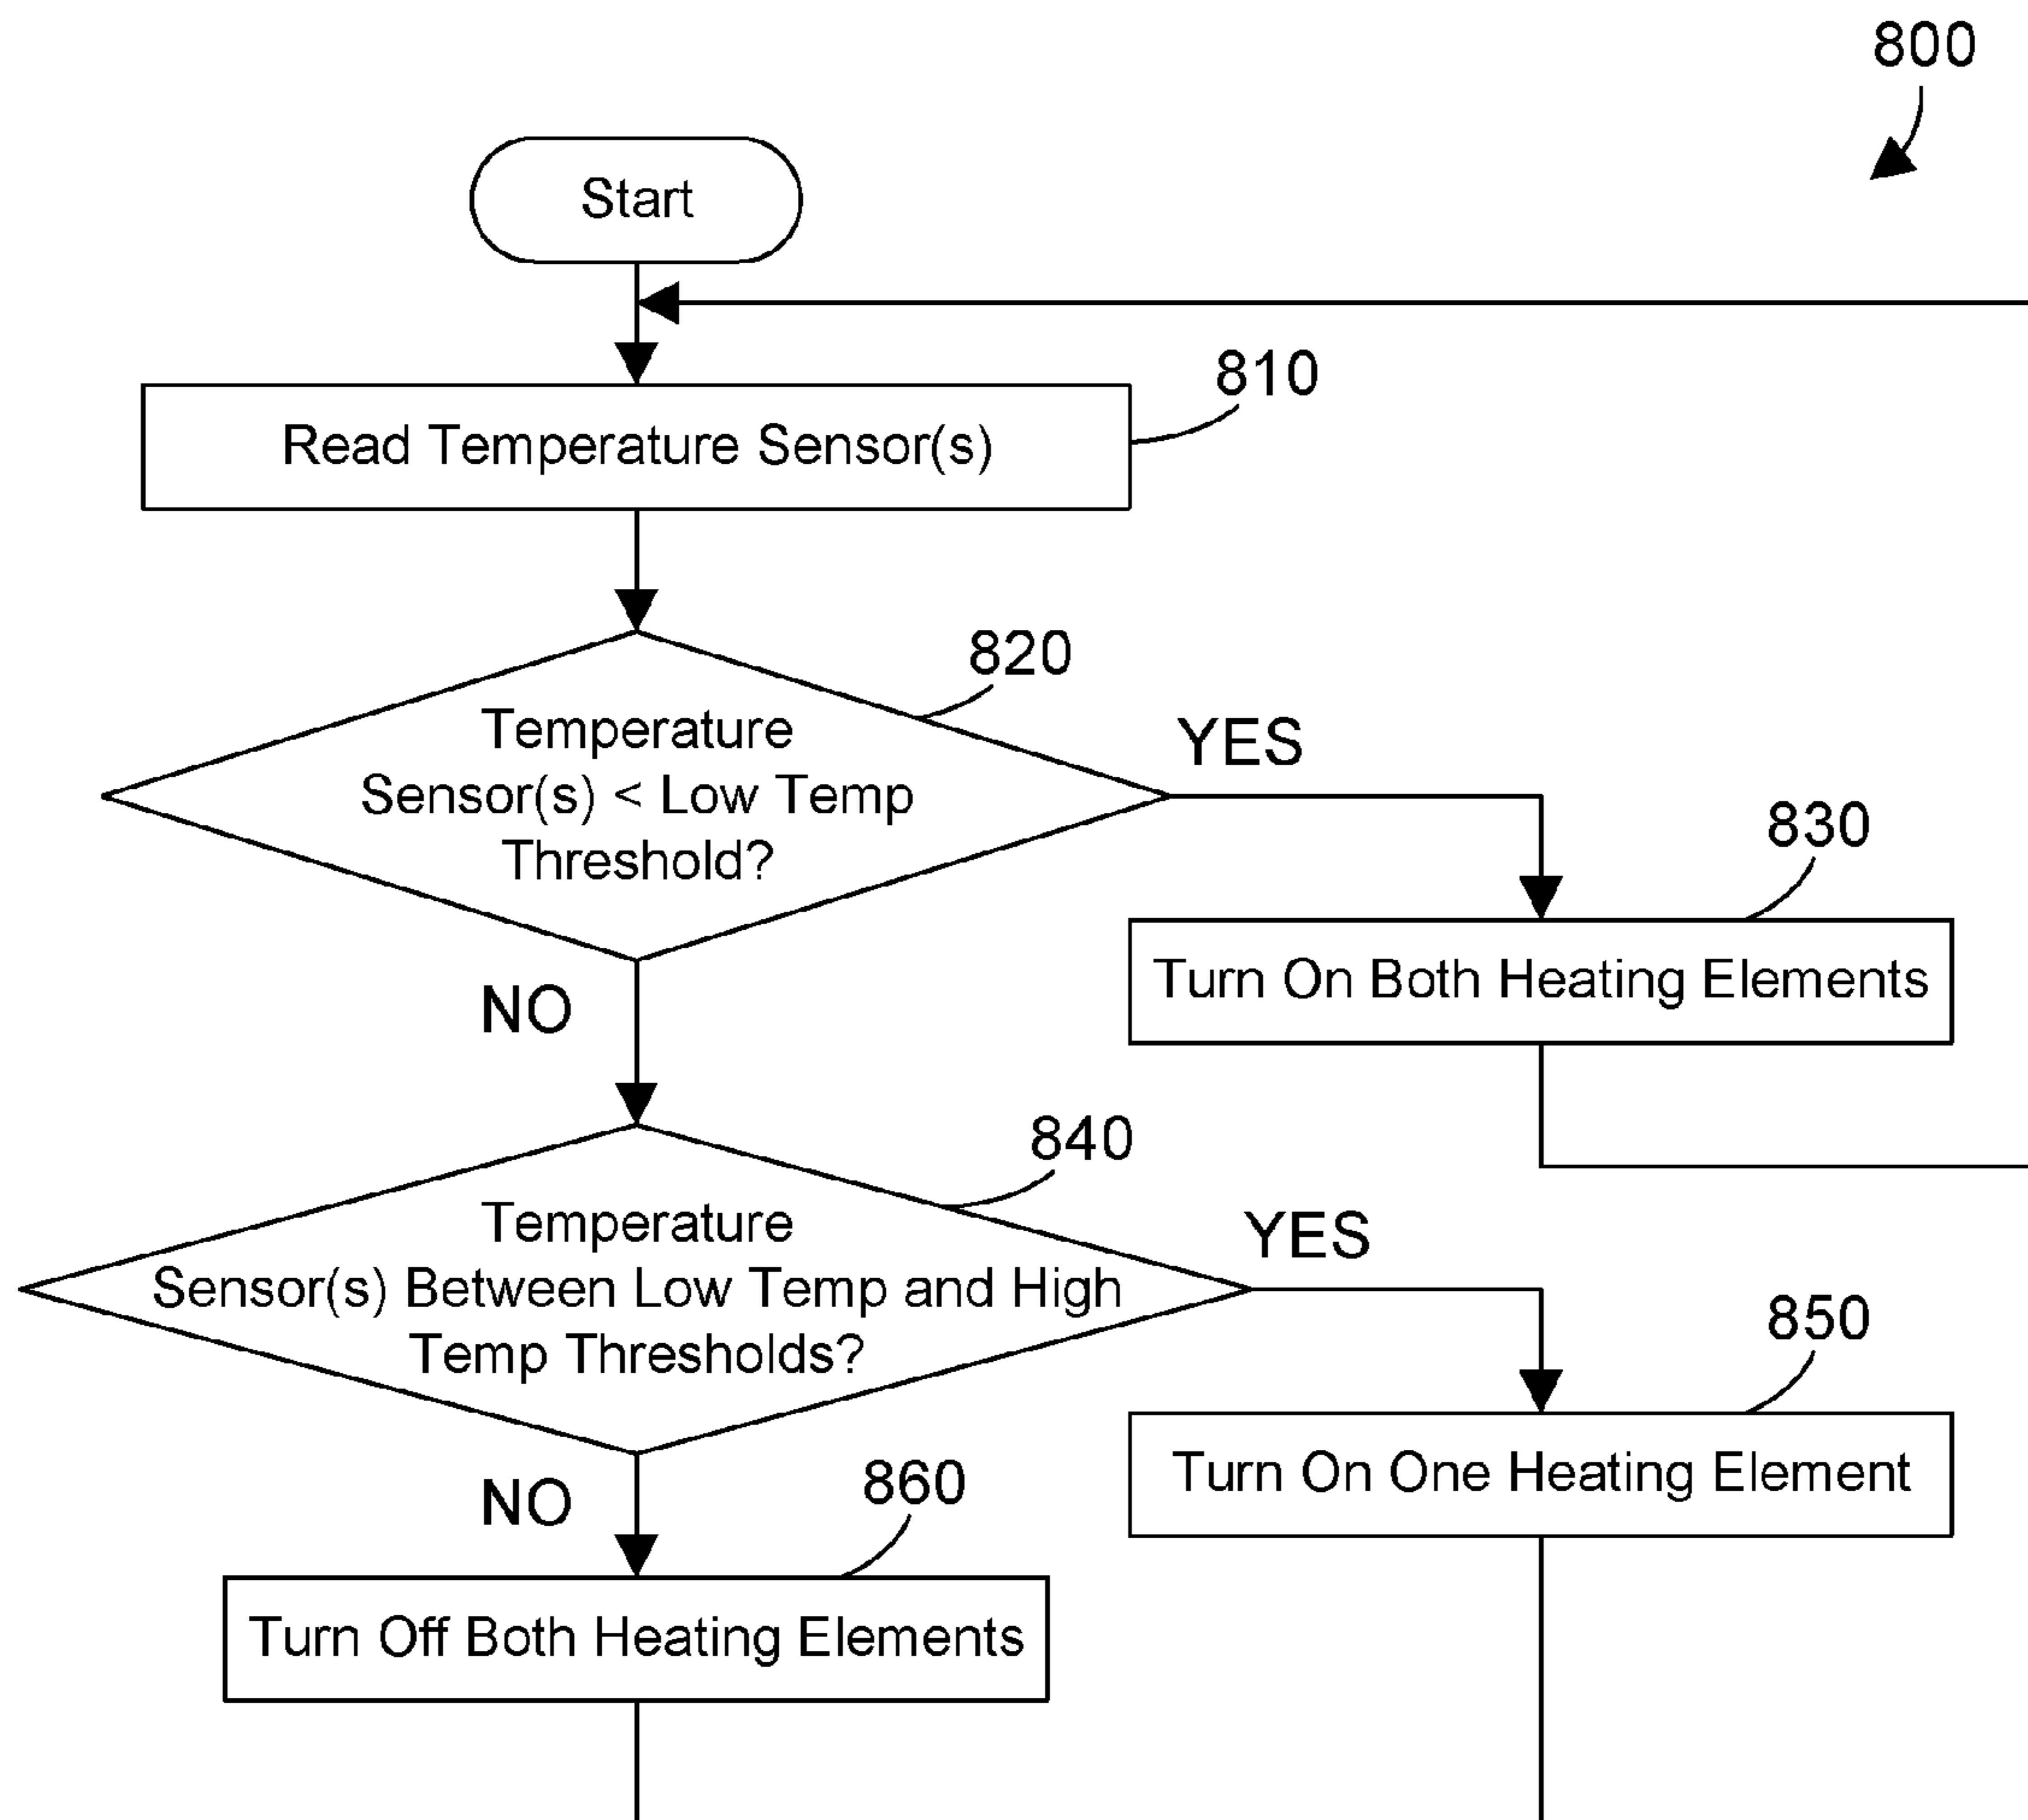 800
Start
810
Read Temperature Sensor(s)
820
Temperature
Sensor(s) < Low Temp
Threshold?
YES
830
Turn On Both Heating Elements
NO
840
Temperature
Sensor(s) Between Low Temp and High
Temp Thresholds?
YES
850
Turn On One Heating Element
NO
860
Turn Off Both Heating Elements